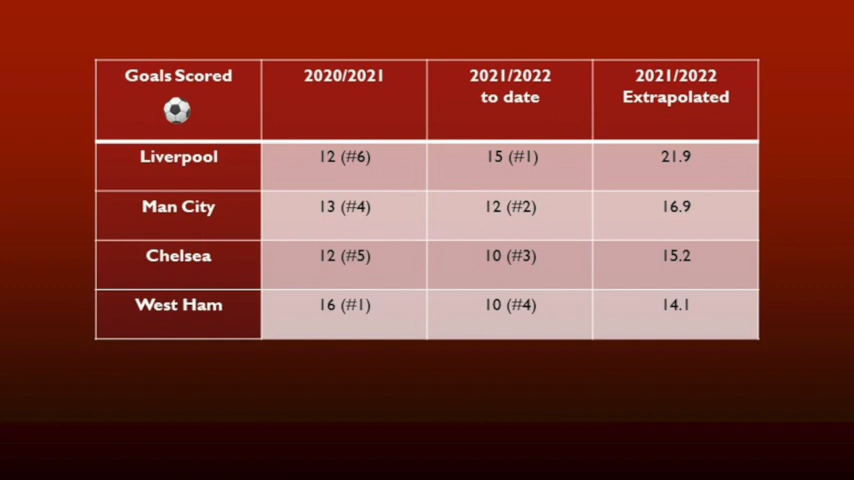 Goals Scored 2020/2021 2021/2022 2021/2022
to date Extrapolated
Liverpool 12 (#6) 15 (#1) 21.9
Man City 13 (#4) 12 (#2) 16.9
Chelsea 12 (#5) 10 (#3) 15.2
West Ham 16 (#1) 10 (#4) 14.1